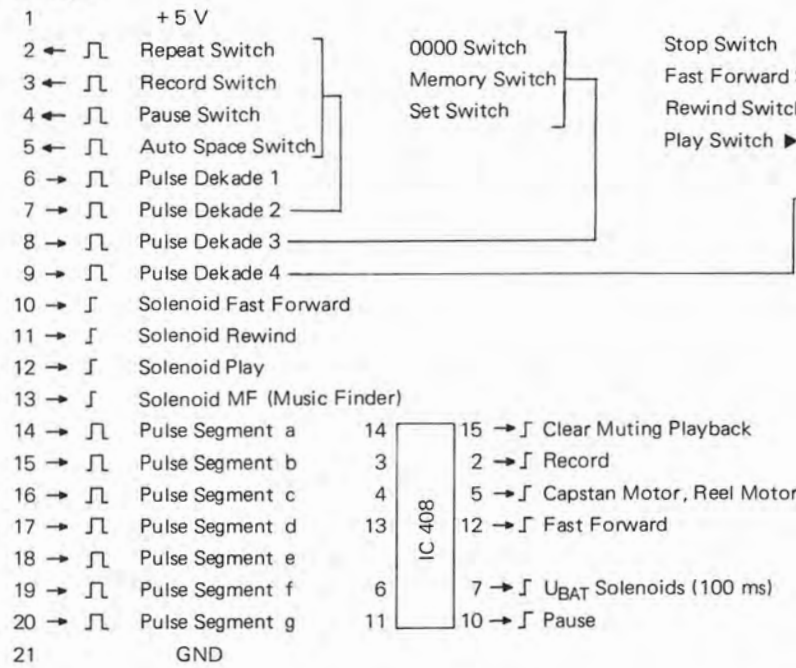 1 + 5 V
2 ← Repeat Switch 0000 Switch Stop Switch
3 ← Record Switch Memory Switch Fast Forward
4 ← Pause Switch Set Switch Rewind Switch
5 ← Auto Space Switch Play Switch ▶
6 → Pulse Dekade 1
7 → Pulse Dekade 2
8 → Pulse Dekade 3
9 → Pulse Dekade 4
10 → Solenoid Fast Forward
11 → Solenoid Rewind
12 → Solenoid Play
13 → Solenoid MF (Music Finder)
14 → Pulse Segment a 14 15 → Clear Muting Playback
15 → Pulse Segment b 3 2 → Record
16 → Pulse Segment c 4 5 → Capstan Motor, Reel Motor
17 → Pulse Segment d 13 IC 408 12 → Fast Forward
18 → Pulse Segment e
19 → Pulse Segment f 6 7 → UBAT Solenoids (100 ms)
20 → Pulse Segment g 11 10 → Pause
21 GND